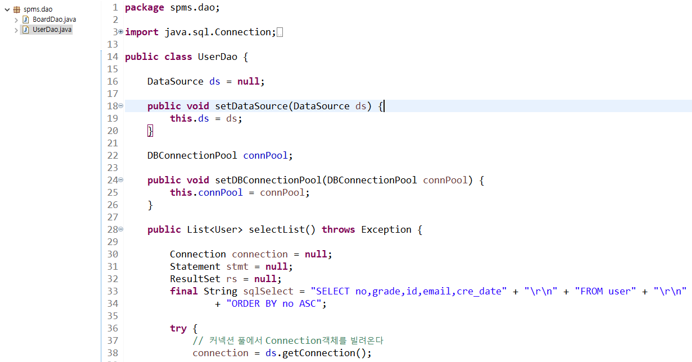 spms.dao
BoardDao.java
UserDao.java
1 package spms.dao;
2
3 import java.sql.Connection;
13
14 public class UserDao {
15
16 DataSource ds = null;
17
18 public void setDataSource(DataSource ds) {
19 this.ds = ds;
20 }
21
22 DBConnectionPool connPool;
23
24 public void setDBConnectionPool(DBConnectionPool connPool) {
25 this.connPool = connPool;
26 }
27
28 public List<User> selectList() throws Exception {
29
30 Connection connection = null;
31 Statement stmt = null;
32 ResultSet rs = null;
33 final String sqlSelect = "SELECT no,grade,id,email,cre_date" + "\r\n" + "FROM user" + "\r\n"
34 + "ORDER BY no ASC";
35
36 try {
37 // 커넥션 풀에서 Connection객체를 빌려온다
38 connection = ds.getConnection();